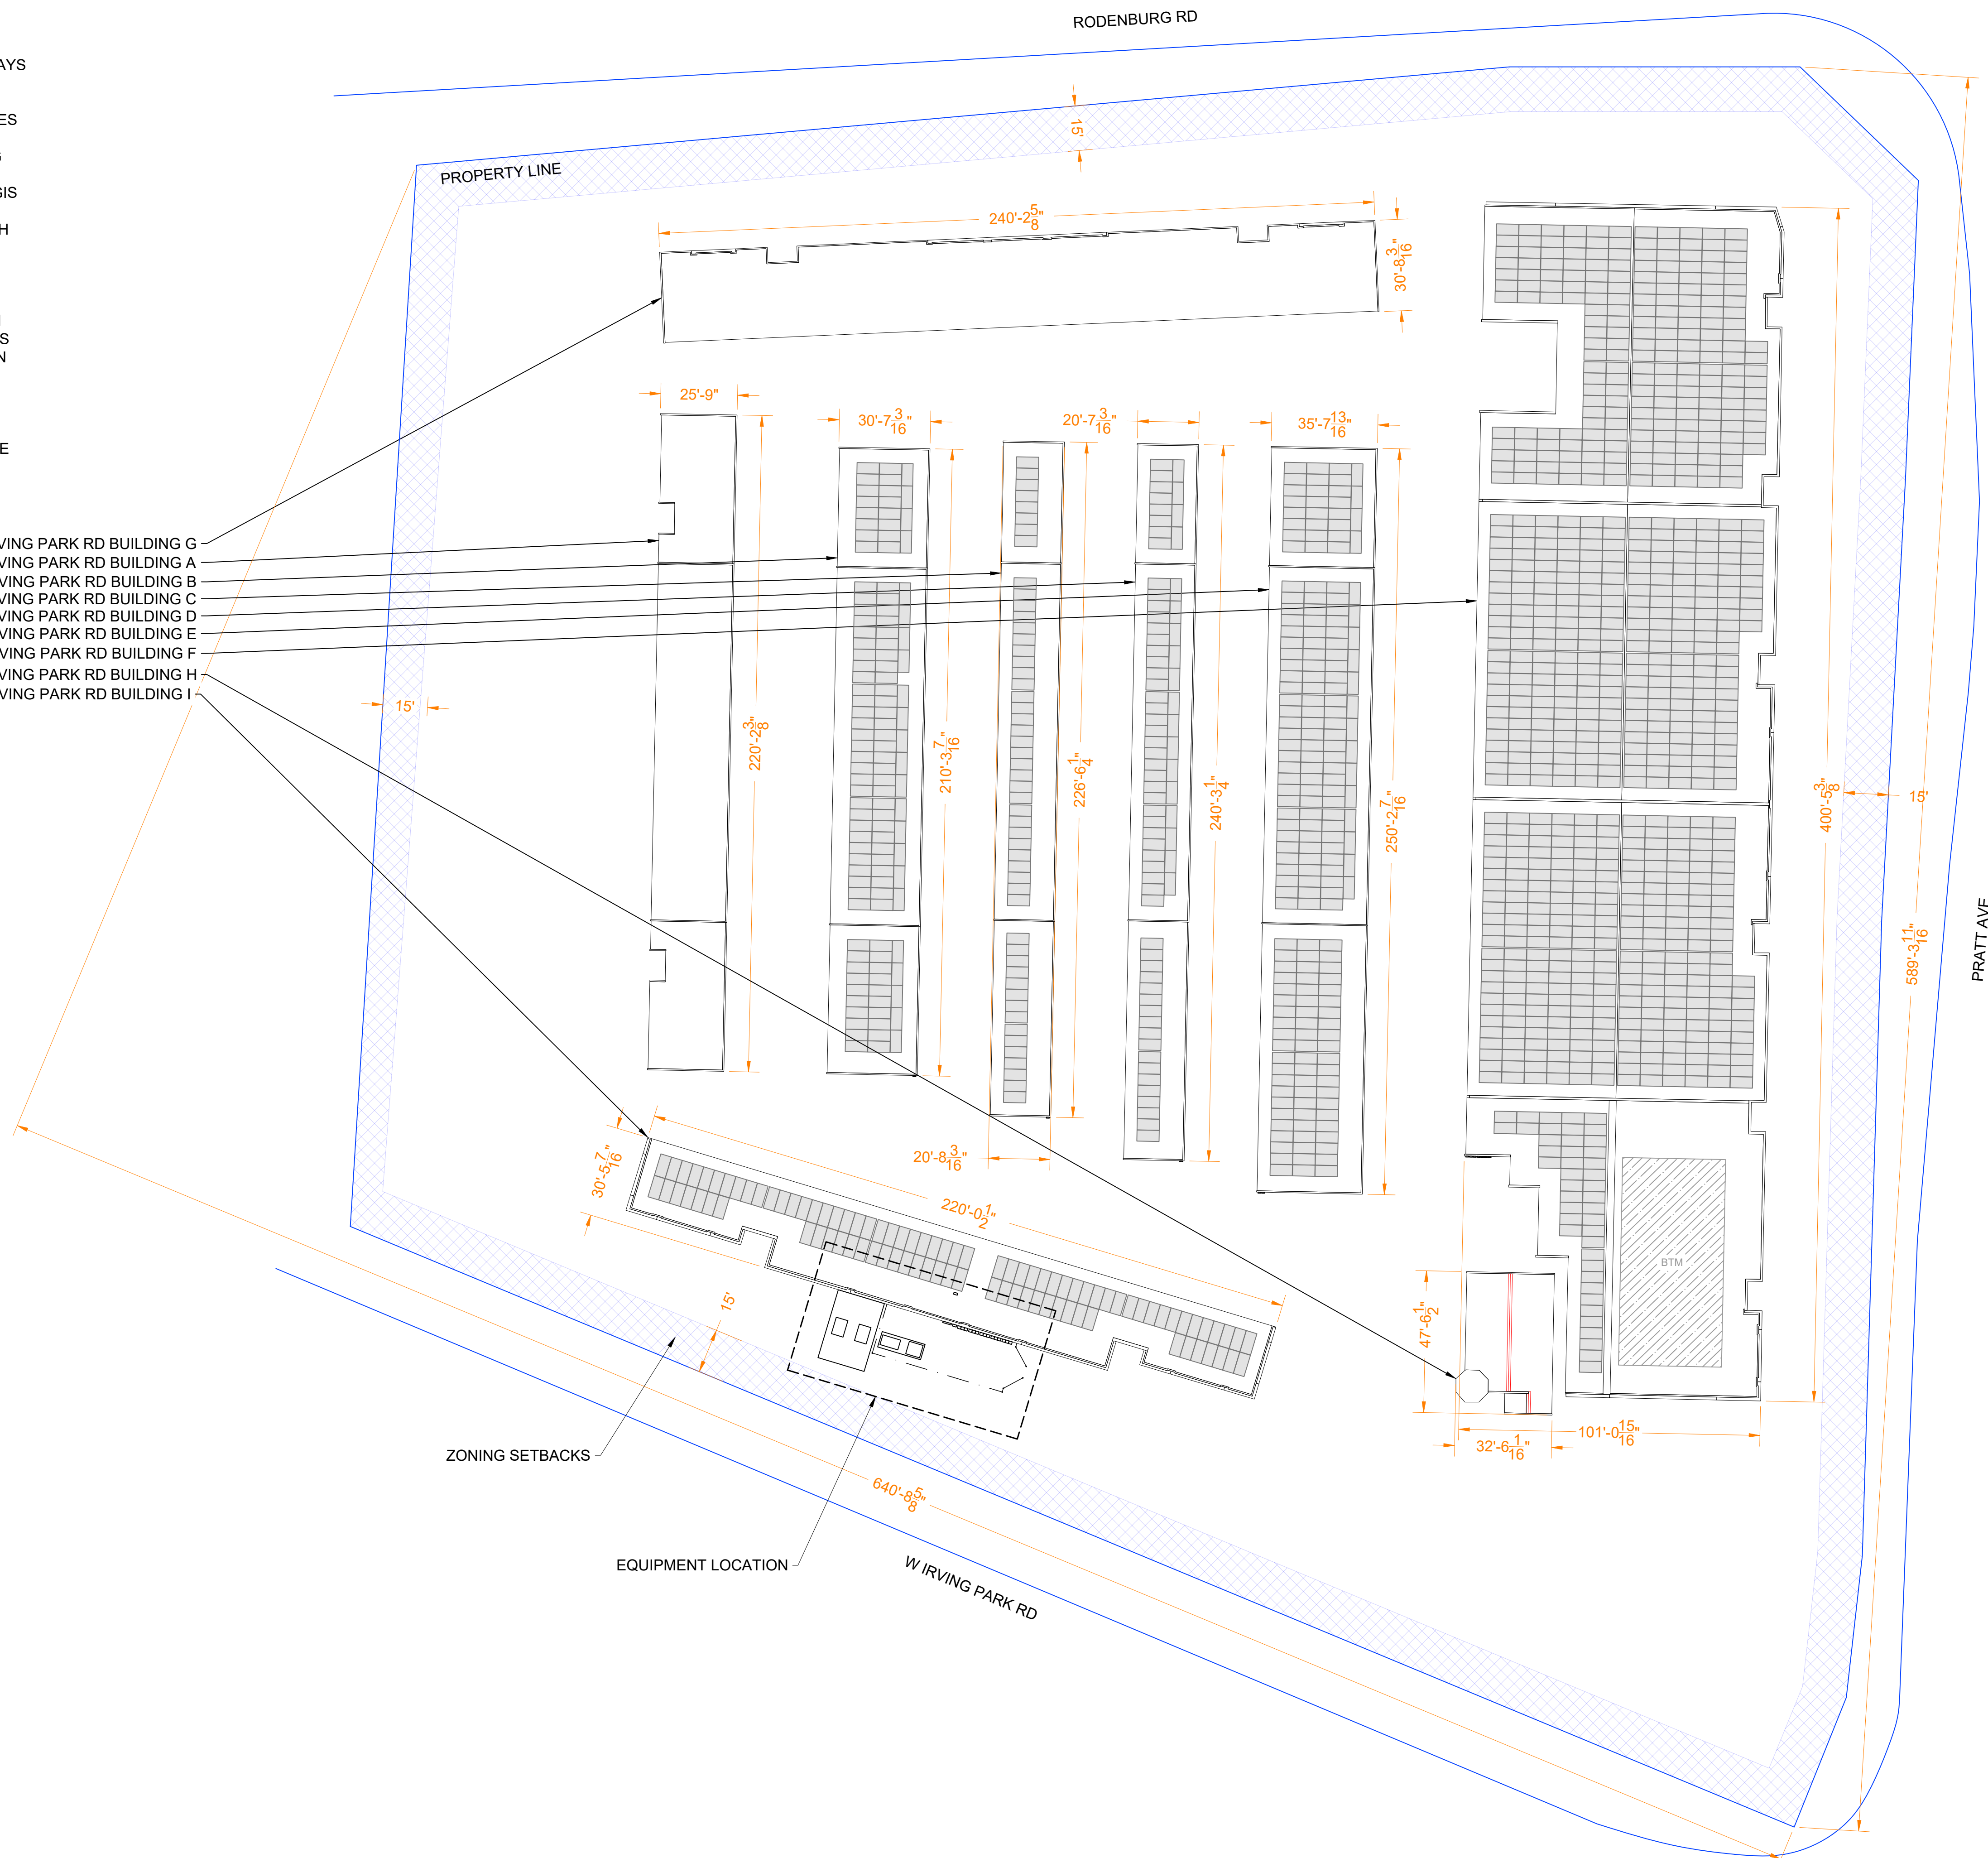 RODENBURG RD
AYS
ES
G
GIS
H
S
N
E
PROPERTY LINE
15'
240'-2 5/8"
30'-8 3/16"
25'-9"
30'-7 3/16"
20'-7 3/16"
35'-7 13/16"
VING PARK RD BUILDING G
VING PARK RD BUILDING A
VING PARK RD BUILDING B
VING PARK RD BUILDING C
VING PARK RD BUILDING D
VING PARK RD BUILDING E
VING PARK RD BUILDING F
VING PARK RD BUILDING H
VING PARK RD BUILDING I
15'
220'-2 3/8"
210'-3 7/16"
226'-6 1/4"
240'-3 1/4"
250'-2 7/16"
400'-5 3/8"
15'
589'-3 11/16"
PRATT AVE
30'-5 7/16"
20'-8 3/16"
220'-0 1/2"
BTM
15'
47'-6 1/2"
32'-6 1/16"
101'-0 15/16"
ZONING SETBACKS
640'-8 5/8"
EQUIPMENT LOCATION
W IRVING PARK RD